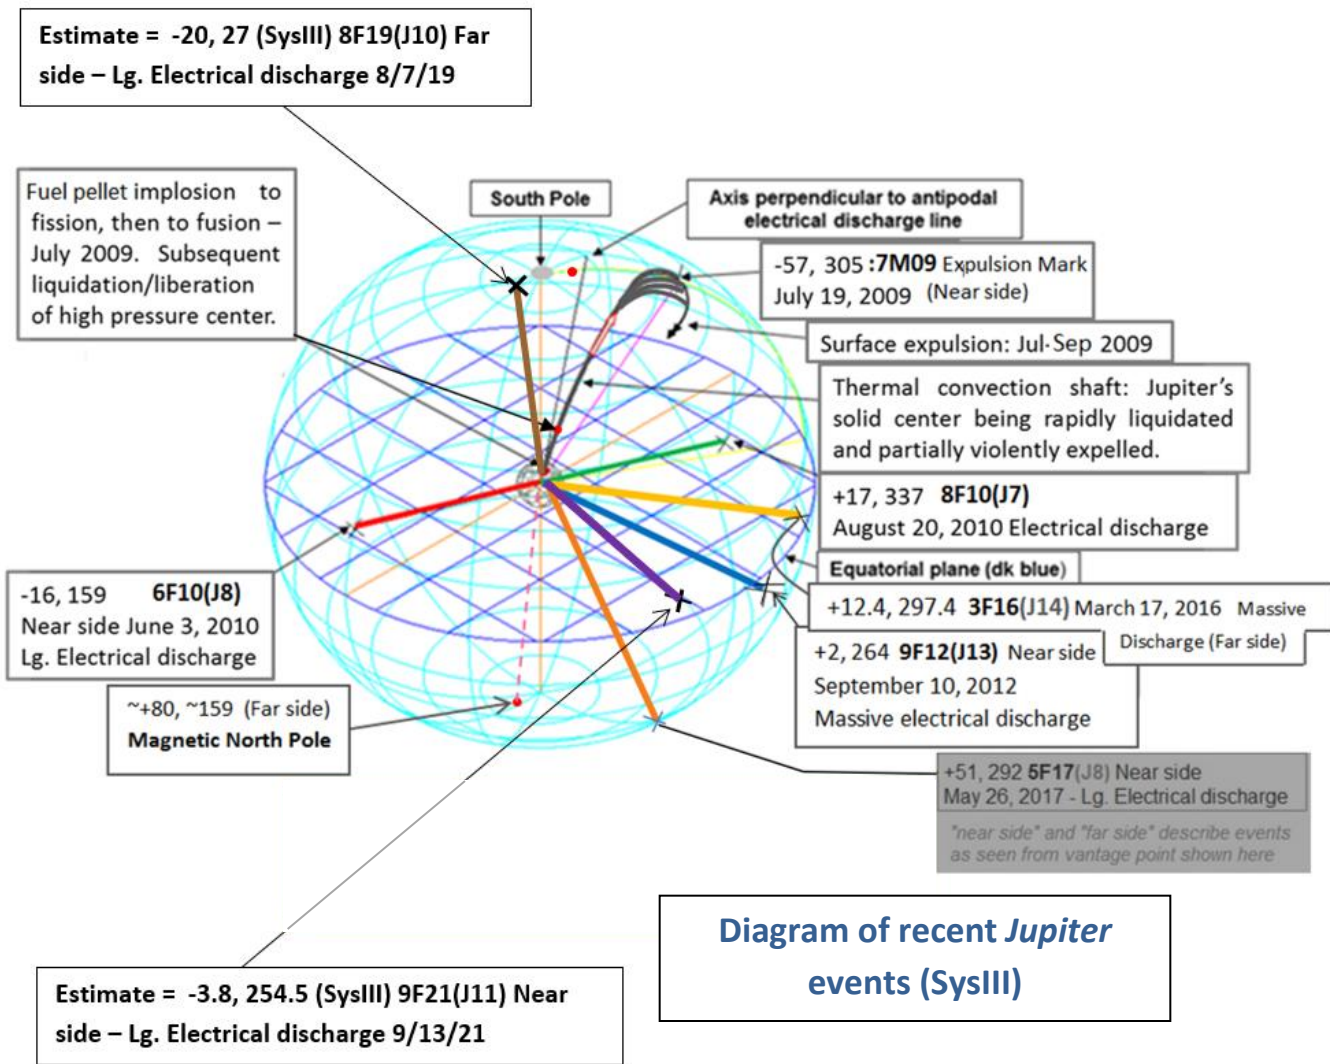 Estimate = -20, 27 (SysIII) 8F19(J10) Far
side – Lg. Electrical discharge 8/7/19
Fuel pellet implosion to
fission, then to fusion –
July 2009. Subsequent
liquidation/liberation
of high pressure center.
South Pole
Axis perpendicular to antipodal
electrical discharge line
-57, 305 :7M09 Expulsion Mark
July 19, 2009 (Near side)
Surface expulsion: Jul-Sep 2009
Thermal convection shaft: Jupiter's
solid center being rapidly liquidated
and partially violently expelled.
+17, 337 8F10(J7)
August 20, 2010 Electrical discharge
Equatorial plane (dk blue)
+12.4, 297.4 3F16(J14) March 17, 2016 Massive
Discharge (Far side)
+2, 264 9F12(J13) Near side
September 10, 2012
Massive electrical discharge
-16, 159 6F10(J8)
Near side June 3, 2010
Lg. Electrical discharge
~+80, ~159 (Far side)
Magnetic North Pole
+51, 292 5F17(J8) Near side
May 26, 2017 - Lg. Electrical discharge
"near side" and "far side" describe events
as seen from vantage point shown here
Diagram of recent Jupiter
events (SysIII)
Estimate = -3.8, 254.5 (SysIII) 9F21(J11) Near
side – Lg. Electrical discharge 9/13/21